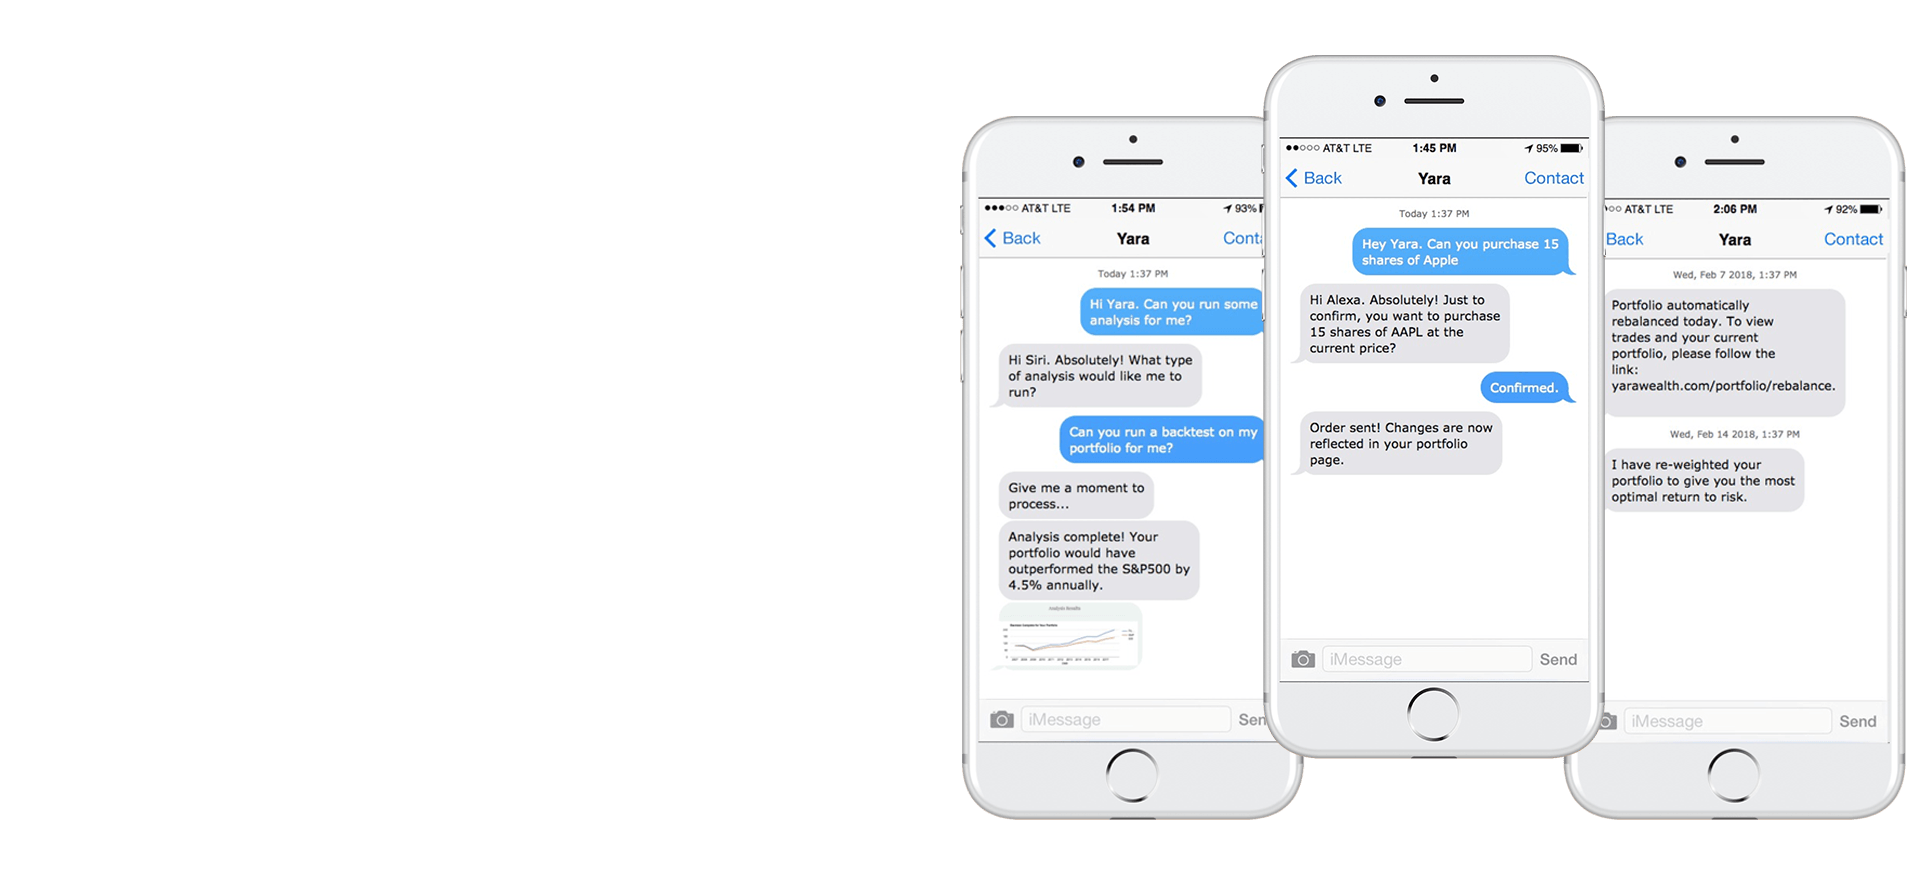 AT&T LTE 1:54 PM 93%
Back Yara Conta
Today 1:37 PM
Hi Yara. Can you run some
analysis for me?
Hi Siri. Absolutely! What type
of analysis would like me to
run?
Can you run a backtest on my
portfolio for me?
Give me a moment to
process...
Analysis complete! Your
portfolio would have
outperformed the S&P500 by
4.5% annually.
iMessage Sen
AT&T LTE 1:45 PM 95%
Back Yara Contact
Today 1:37 PM
Hey Yara. Can you purchase 15
shares of Apple
Hi Alexa. Absolutely! Just to
confirm, you want to purchase
15 shares of AAPL at the
current price?
Confirmed.
Order sent! Changes are now
reflected in your portfolio
page.
iMessage Send
AT&T LTE 2:06 PM 92%
Back Yara Contact
Wed, Feb 7 2018, 1:37 PM
Portfolio automatically
rebalanced today. To view
trades and your current
portfolio, please follow the
link:
yarawealth.com/portfolio/rebalance.
Wed, Feb 14 2018, 1:37 PM
I have re-weighted your
portfolio to give you the most
optimal return to risk.
iMessage Send